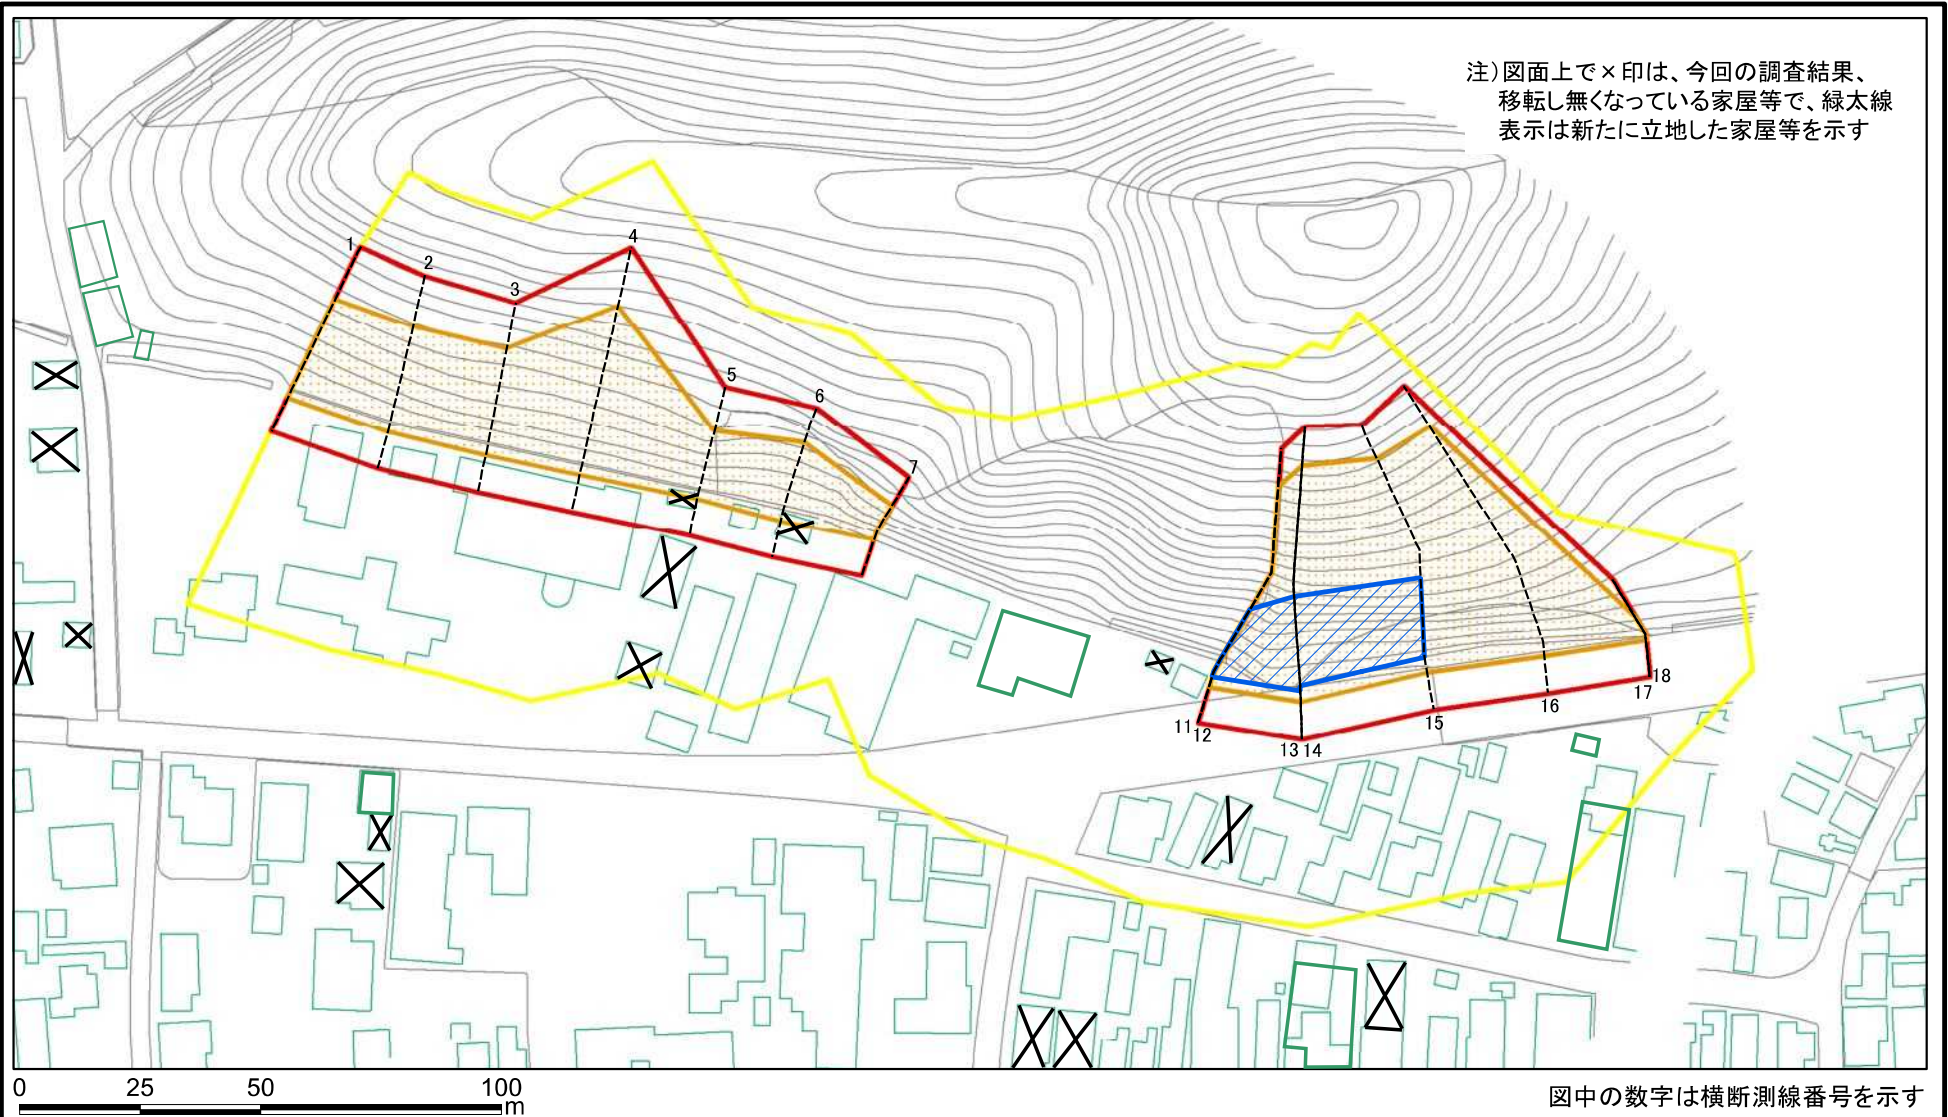 注)図面上で×印は、今回の調査結果、
移転し無くなっている家屋等で、緑太線
表示は新たに立地した家屋等を示す
1
2
3
4
5
6
7
11
12
13
14
15
16
17
18
0 25 50 100
m
図中の数字は横断測線番号を示す